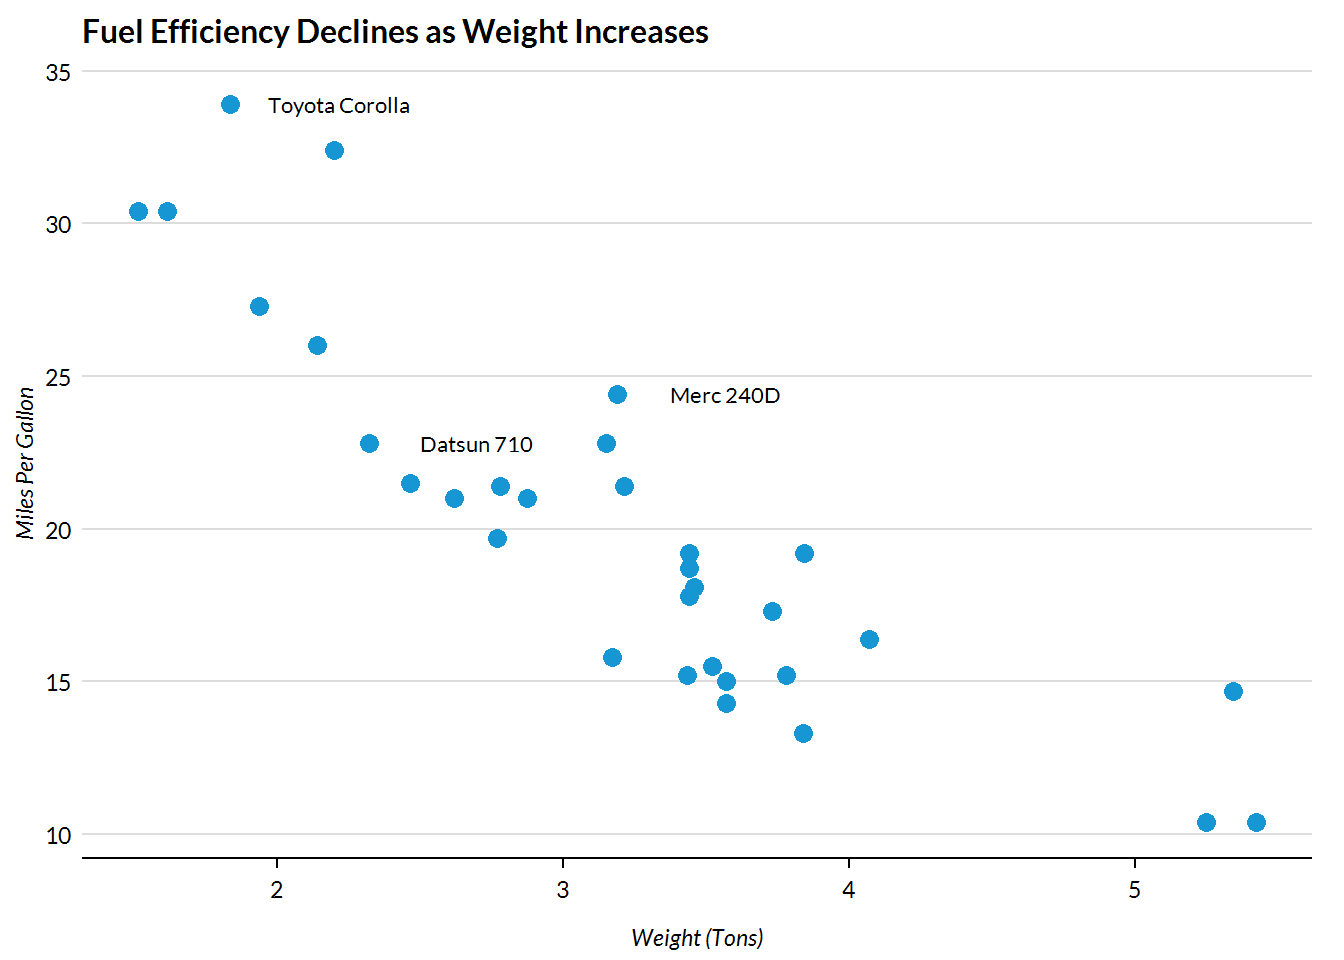 Fuel Efficiency Declines as Weight Increases
35
Toyota Corolla
30
25
Merc 240D
Datsun 710
Miles Per Gallon
20
15
10
2 3 4 5
Weight (Tons)